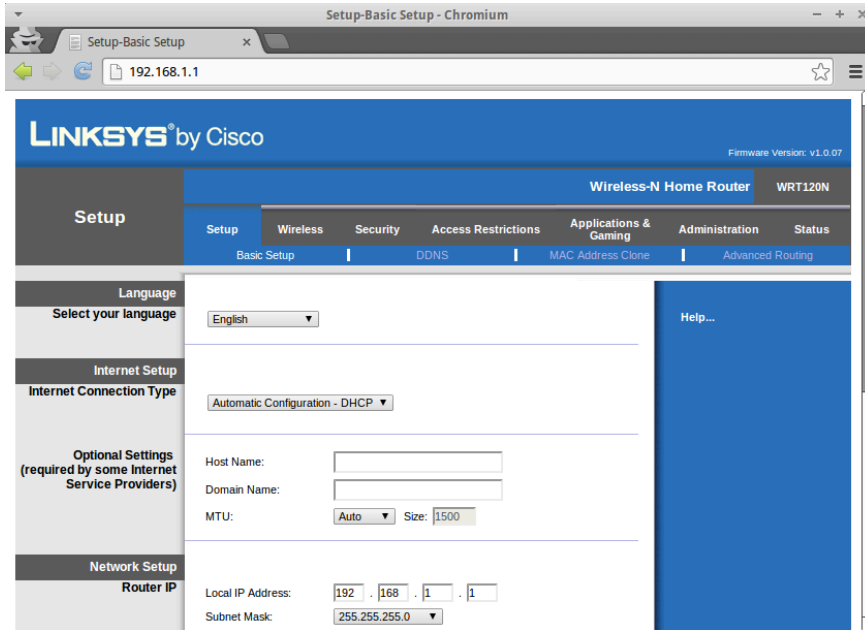 Setup-Basic Setup - Chromium
Setup-Basic Setup
192.168.1.1
LINKSYS® by Cisco
Firmware Version: v1.0.07
Wireless-N Home Router WRT120N
Setup
Setup Wireless Security Access Restrictions Applications & Gaming Administration Status
Basic Setup DDNS MAC Address Clone Advanced Routing
Language
Select your language English
Help...
Internet Setup
Internet Connection Type
Automatic Configuration - DHCP
Optional Settings
(required by some Internet
Service Providers)
Host Name:
Domain Name:
MTU: Auto Size: 1500
Network Setup
Router IP
Local IP Address: 192 . 168 . 1 . 1
Subnet Mask: 255.255.255.0